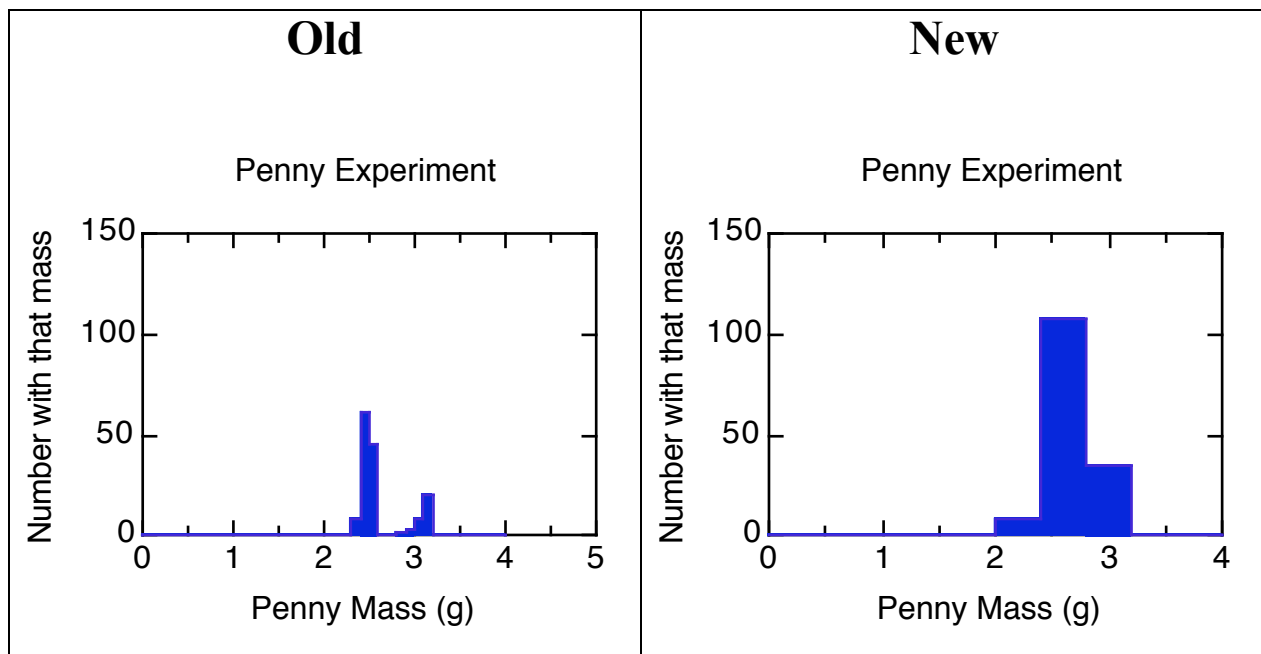 Old
Penny Experiment
Number with that mass
150
100
50
0
0 1 2 3 4 5
Penny Mass (g)
New
Penny Experiment
Number with that mass
150
100
50
0
0 1 2 3 4
Penny Mass (g)